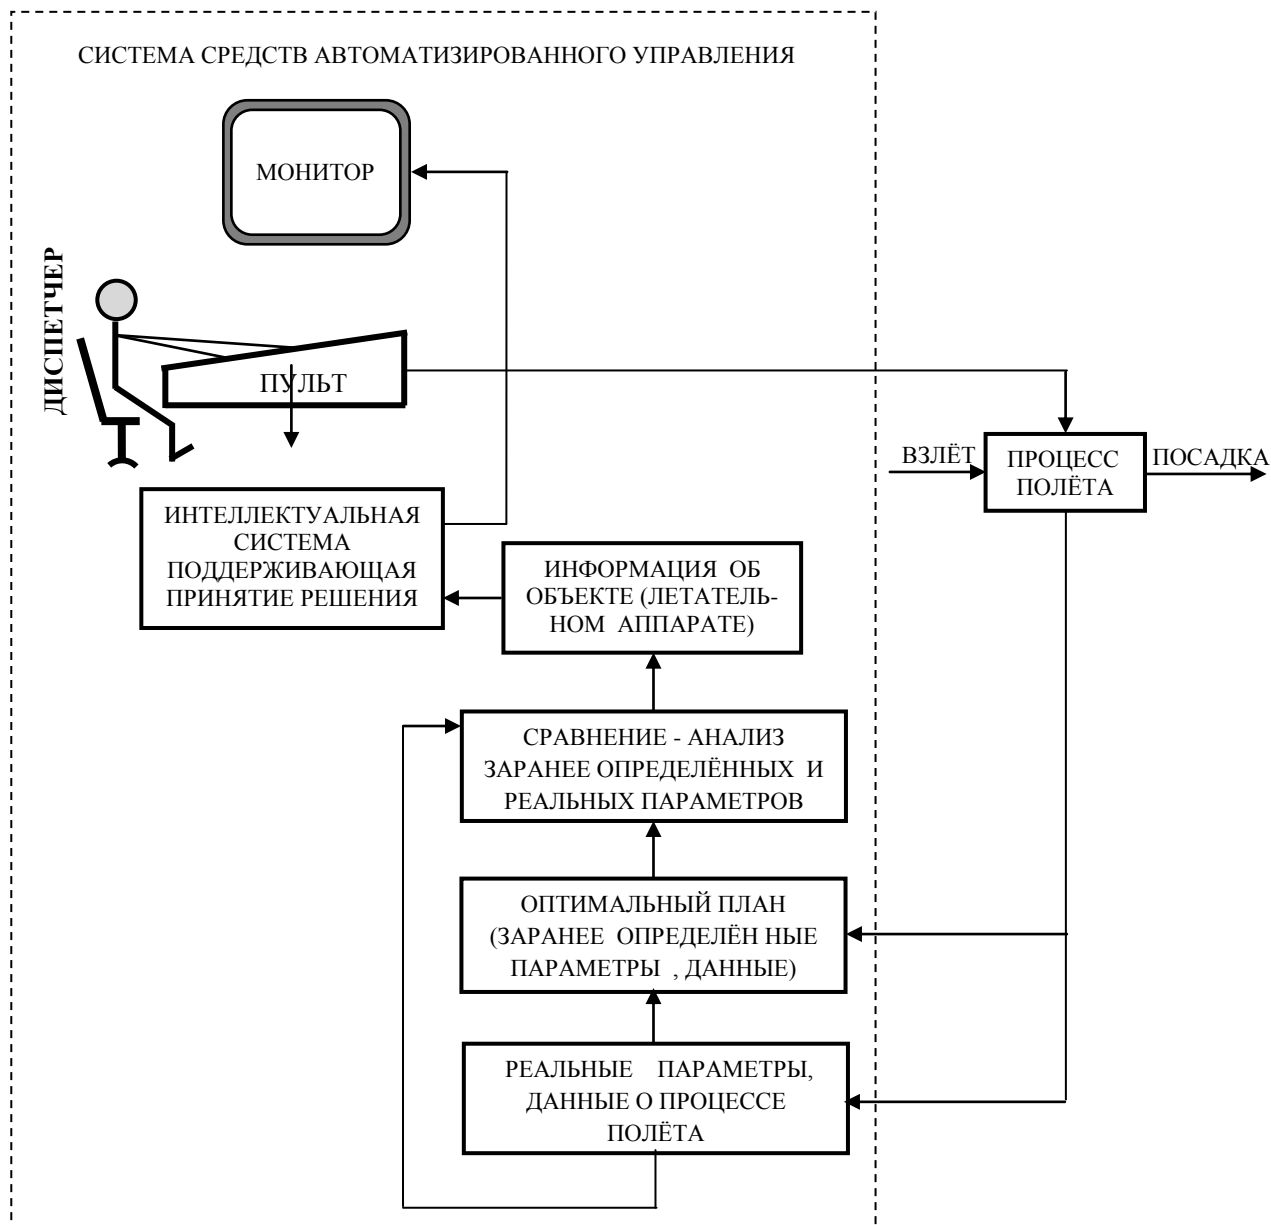 СИСТЕМА СРЕДСТВ АВТОМАТИЗИРОВАННОГО УПРАВЛЕНИЯ
МОНИТОР
ДИСПЕТЧЕР
ПУЛЬТ
ВЗЛЁТ
ПРОЦЕСС
ПОЛЁТА
ПОСАДКА
ИНТЕЛЛЕКТУАЛЬНАЯ
СИСТЕМА
ПОДДЕРЖИВАЮЩАЯ
ПРИНЯТИЕ РЕШЕНИЯ
ИНФОРМАЦИЯ ОБ
ОБЪЕКТЕ (ЛЕТАТЕЛЬ-
НОМ АППАРАТЕ)
СРАВНЕНИЕ - АНАЛИЗ
ЗАРАНЕЕ ОПРЕДЕЛЁННЫХ И
РЕАЛЬНЫХ ПАРАМЕТРОВ
ОПТИМАЛЬНЫЙ ПЛАН
(ЗАРАНЕЕ ОПРЕДЕЛЁН НЫЕ
ПАРАМЕТРЫ , ДАННЫЕ)
РЕАЛЬНЫЕ ПАРАМЕТРЫ,
ДАННЫЕ О ПРОЦЕССЕ
ПОЛЁТА